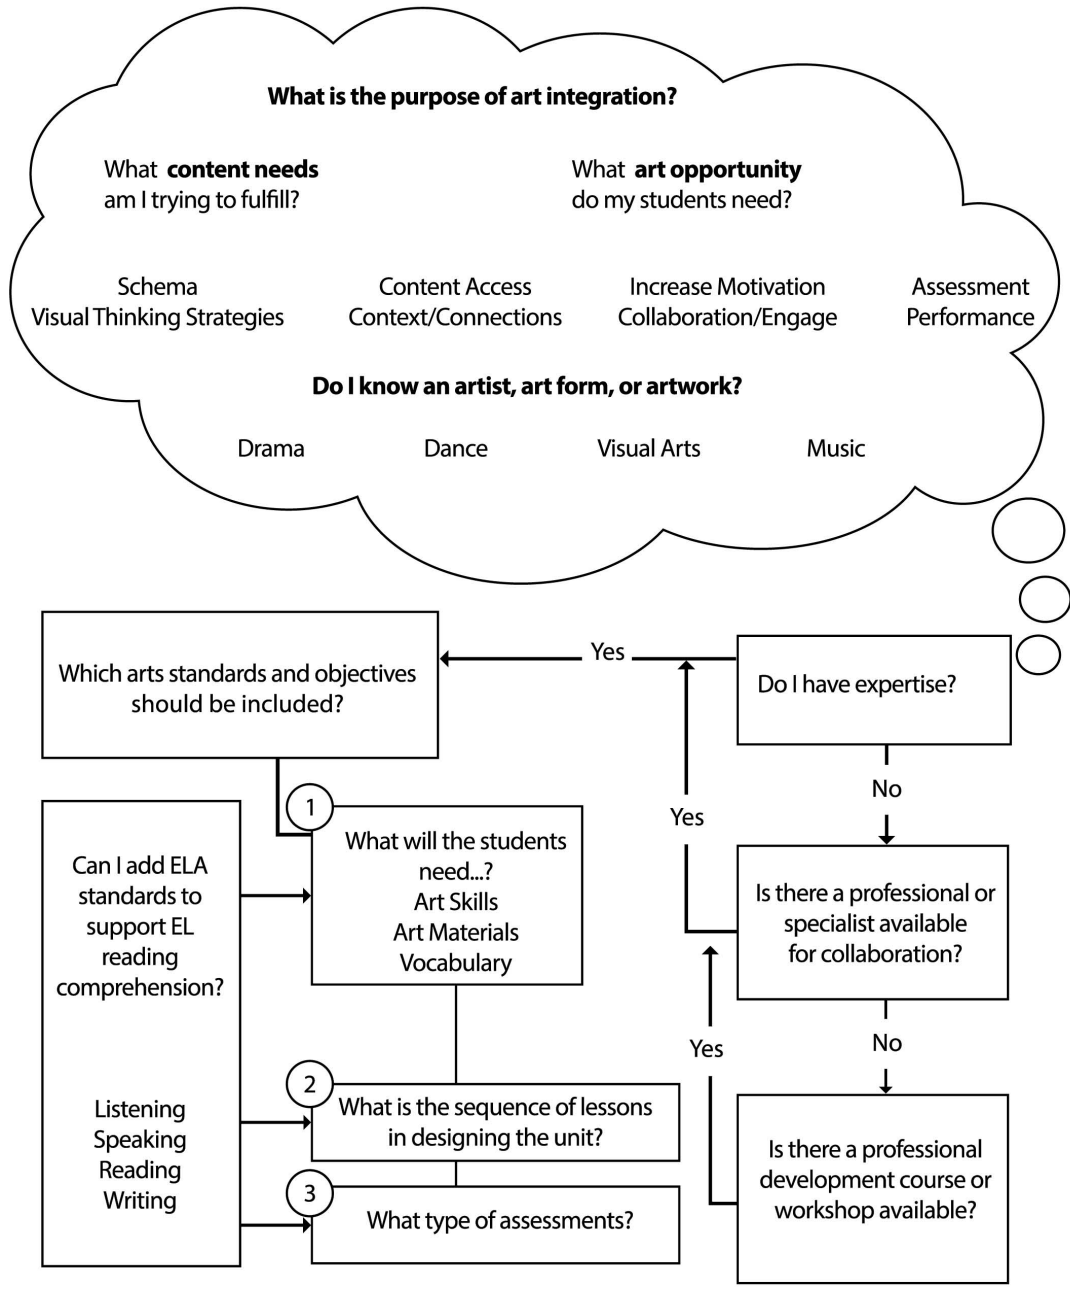 What is the purpose of art integration?
What content needs
am I trying to fulfill?
What art opportunity
do my students need?
Schema
Visual Thinking Strategies
Content Access
Context/Connections
Increase Motivation
Collaboration/Engage
Assessment
Performance
Do I know an artist, art form, or artwork?
Drama
Dance
Visual Arts
Music
Do I have expertise?
Yes
Which arts standards and objectives
should be included?
No
Is there a professional or
specialist available
for collaboration?
Yes
No
Is there a professional
development course or
workshop available?
Yes
Can I add ELA
standards to
support EL
reading
comprehension?
Listening
Speaking
Reading
Writing
1
What will the students
need...?
Art Skills
Art Materials
Vocabulary
2
What is the sequence of lessons
in designing the unit?
3
What type of assessments?